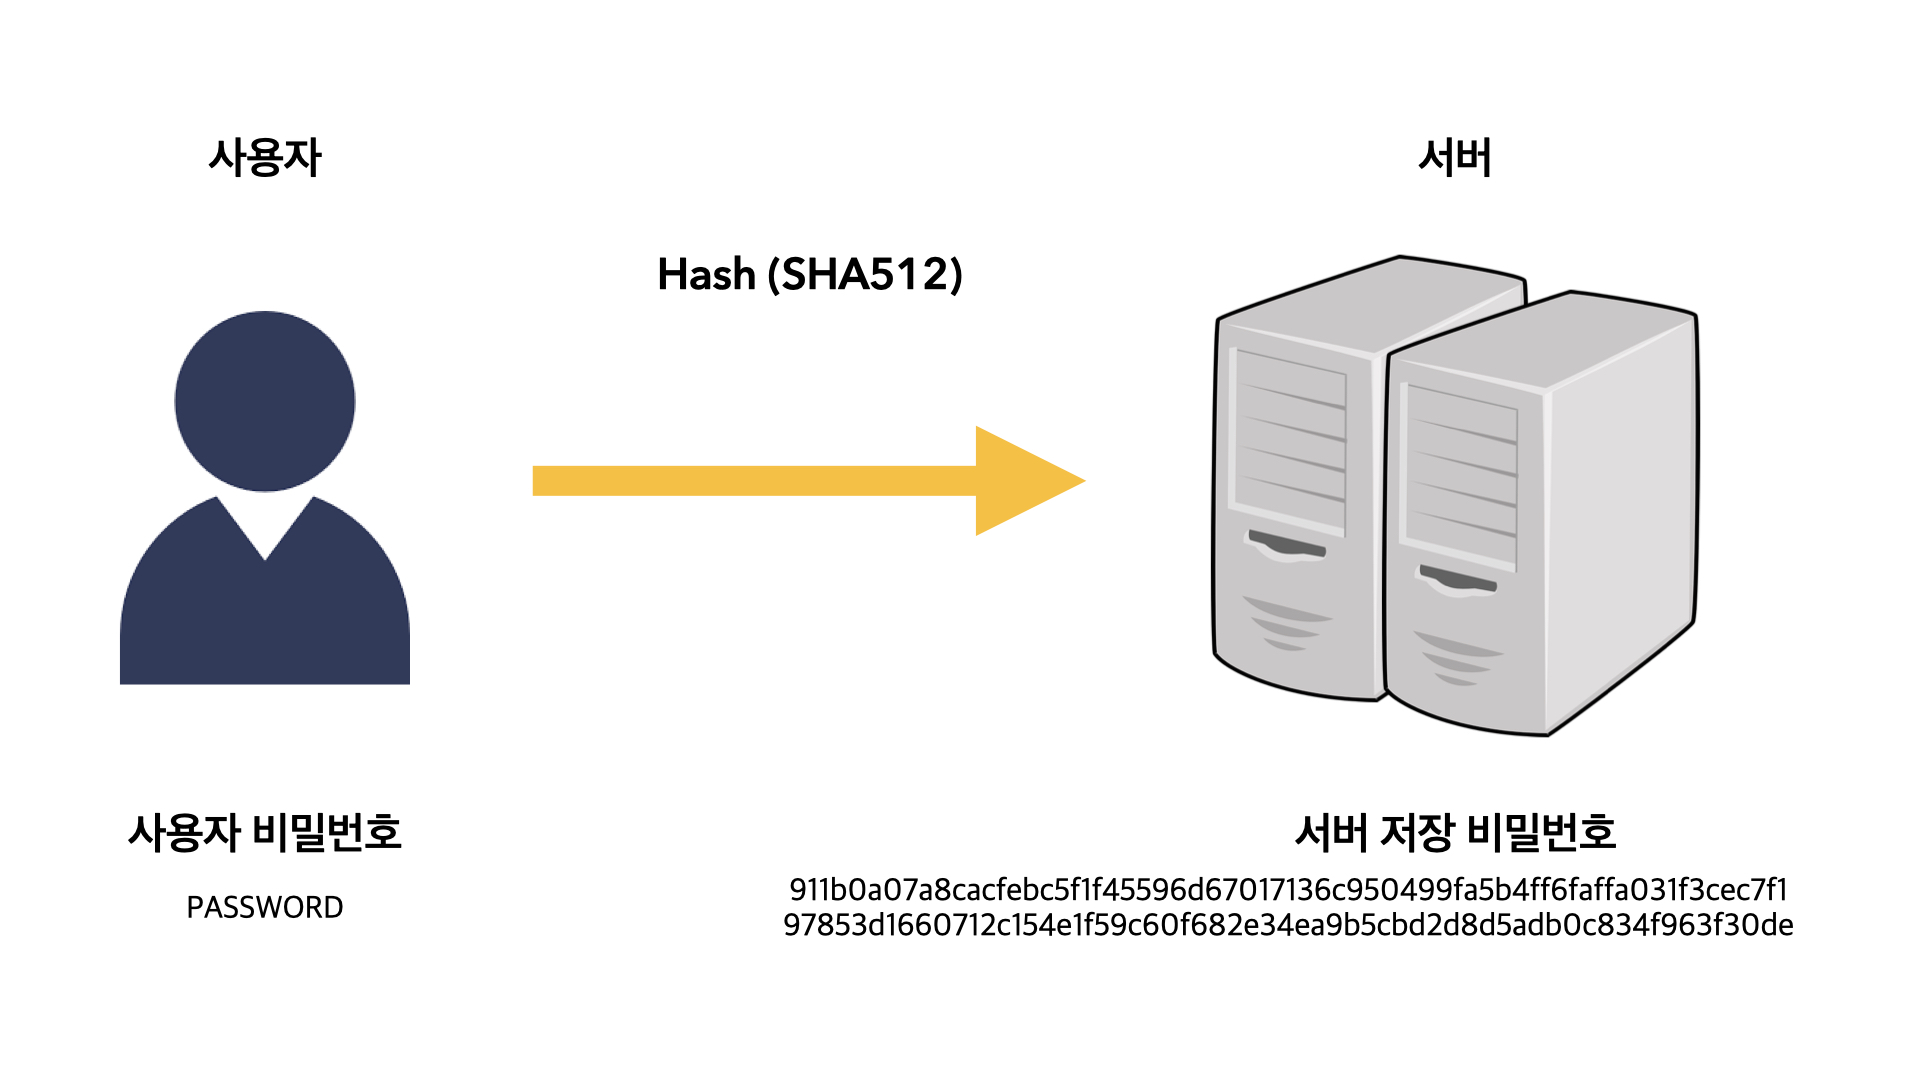 사용자
서버
Hash (SHA512)
사용자 비밀번호
서버 저장 비밀번호
PASSWORD
911b0a07a8cacfebc5f1f45596d67017136c950499fa5b4ff6faffa031f3cec7f1
97853d1660712c154e1f59c60f682e34ea9b5cbd2d8d5adb0c834f963f30de